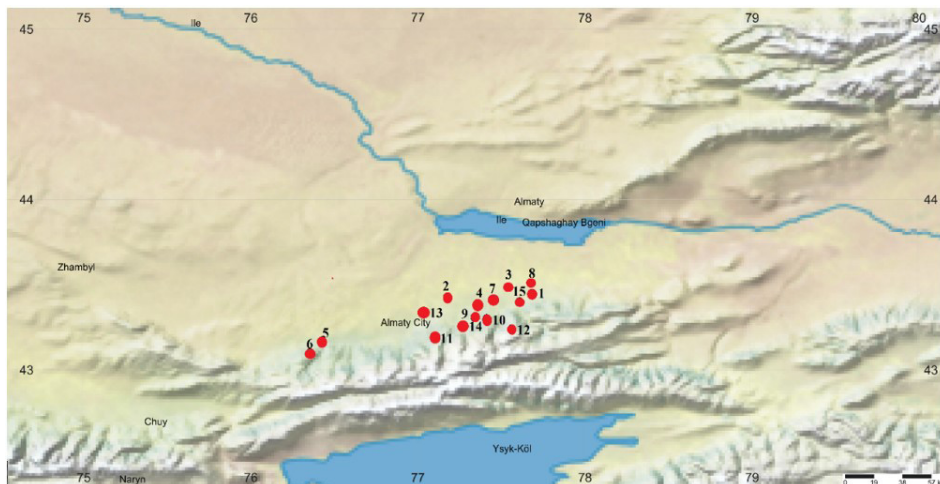 75 76 77 78 79 80
45 Ile 45
44 Almaty 44
Ile Qapshaghay Bgeni
Zhambyl
3 8
2 4 7 15 1
13 9
Almaty City 14 10 12
5 11
6
43 43
Chuy
Ysyk-Köl
75 76 77 78 79
Naryn
0 19 38 57